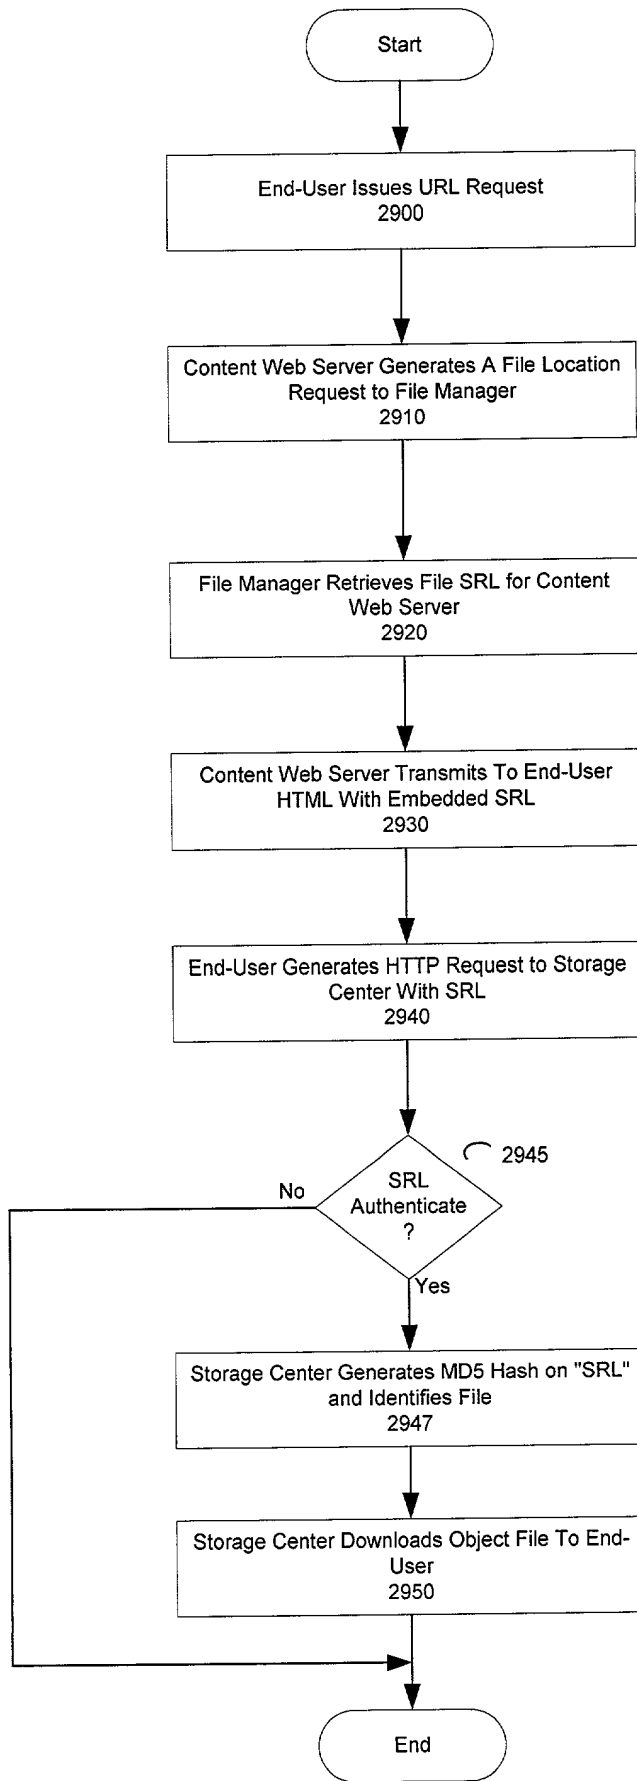 Start
End-User Issues URL Request
2900
Content Web Server Generates A File Location
Request to File Manager
2910
File Manager Retrieves File SRL for Content
Web Server
2920
Content Web Server Transmits To End-User
HTML With Embedded SRL
2930
End-User Generates HTTP Request to Storage
Center With SRL
2940
2945
SRL
Authenticate
?
No
Yes
Storage Center Generates MD5 Hash on "SRL"
and Identifies File
2947
Storage Center Downloads Object File To End-
User
2950
End